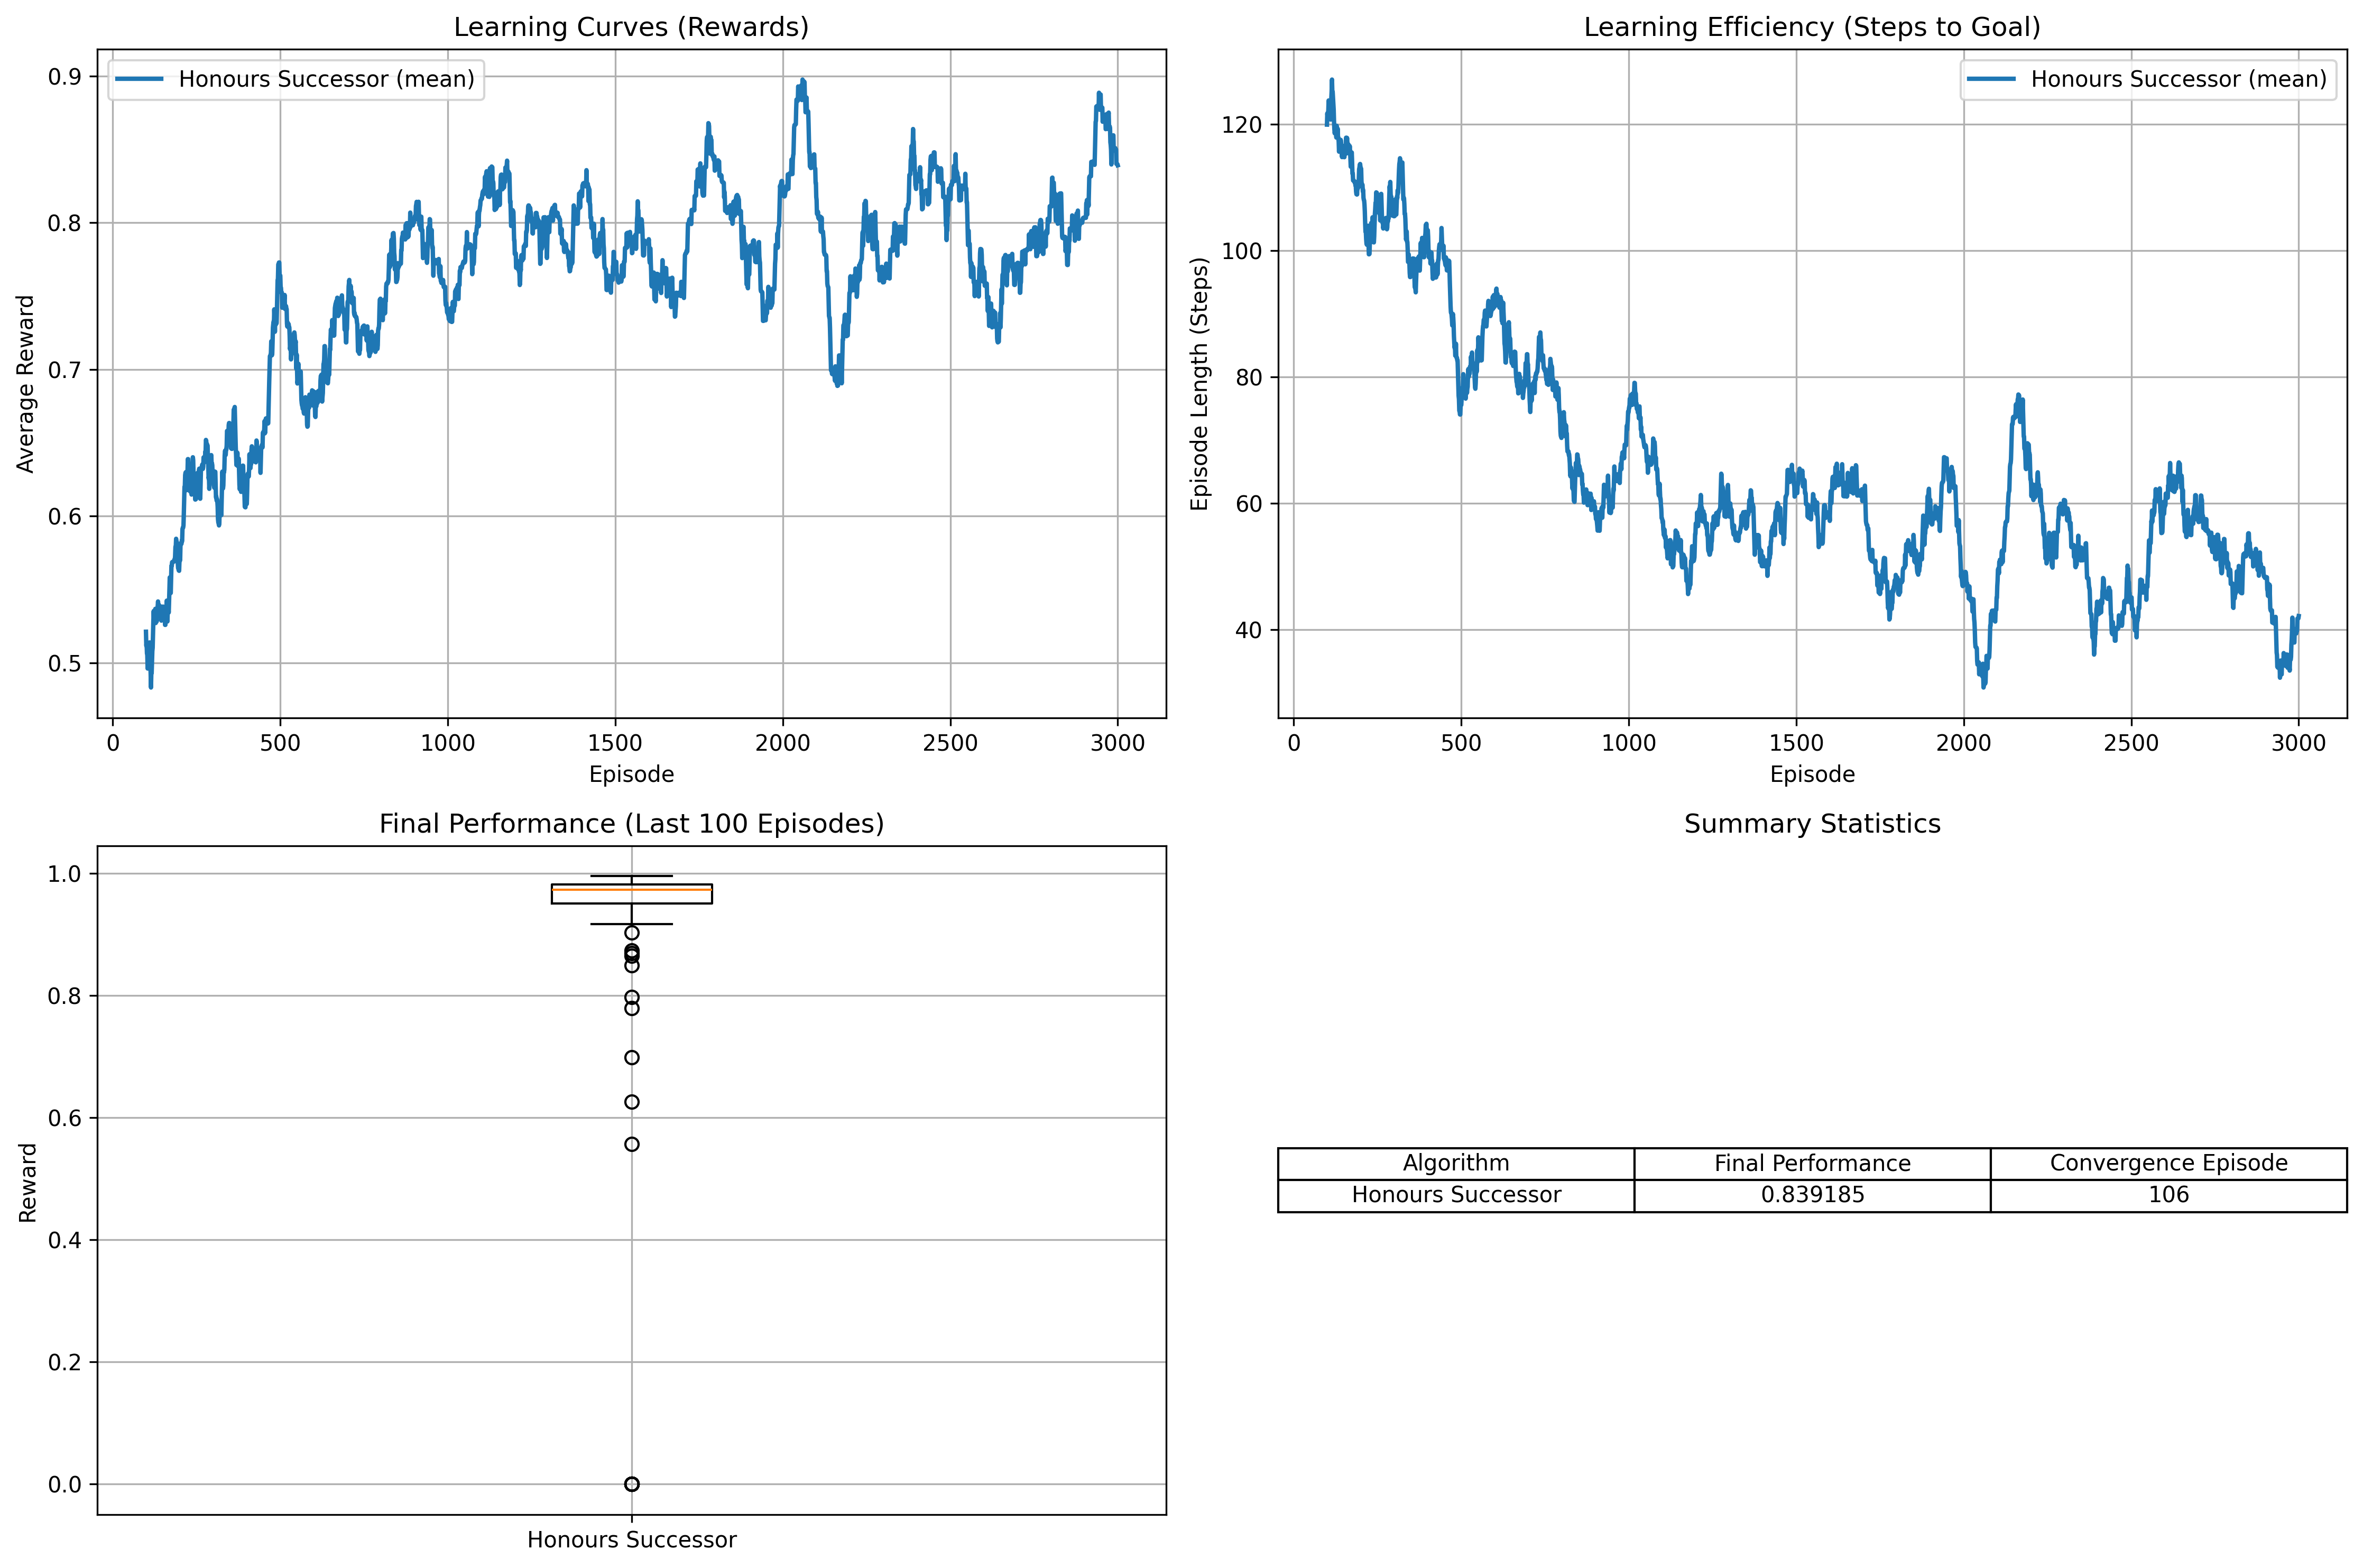 Learning Curves (Rewards)
Honours Successor (mean)
Average Reward
0.9
0.8
0.7
0.6
0.5
0 500 1000 1500 2000 2500 3000
Episode
Learning Efficiency (Steps to Goal)
Honours Successor (mean)
Episode Length (Steps)
120
100
80
60
40
0 500 1000 1500 2000 2500 3000
Episode
Final Performance (Last 100 Episodes)
Reward
1.0
0.8
0.6
0.4
0.2
0.0
Honours Successor
Summary Statistics
Algorithm Final Performance Convergence Episode
Honours Successor 0.839185 106